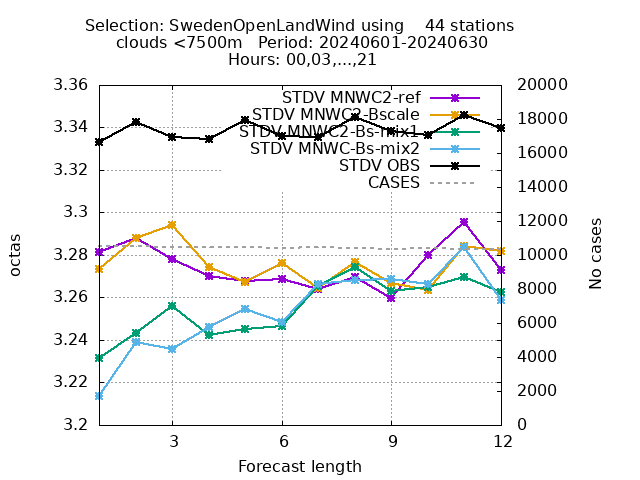 Selection: SwedenOpenLandWind using    44 stations
clouds <7500m   Period: 20240601-20240630
Hours: 00,03,...,21
3.36
3.34
3.32
3.3
3.28
3.26
3.24
3.22
3.2
octas
STDV MNWC2-ref
STDV MNWC2-Bscale
STDV MNWC2-Bs-mix1
STDV MNWC-Bs-mix2
STDV OBS
CASES
20000
18000
16000
14000
12000
10000
8000
6000
4000
2000
0
No cases
3
6
9
12
Forecast length